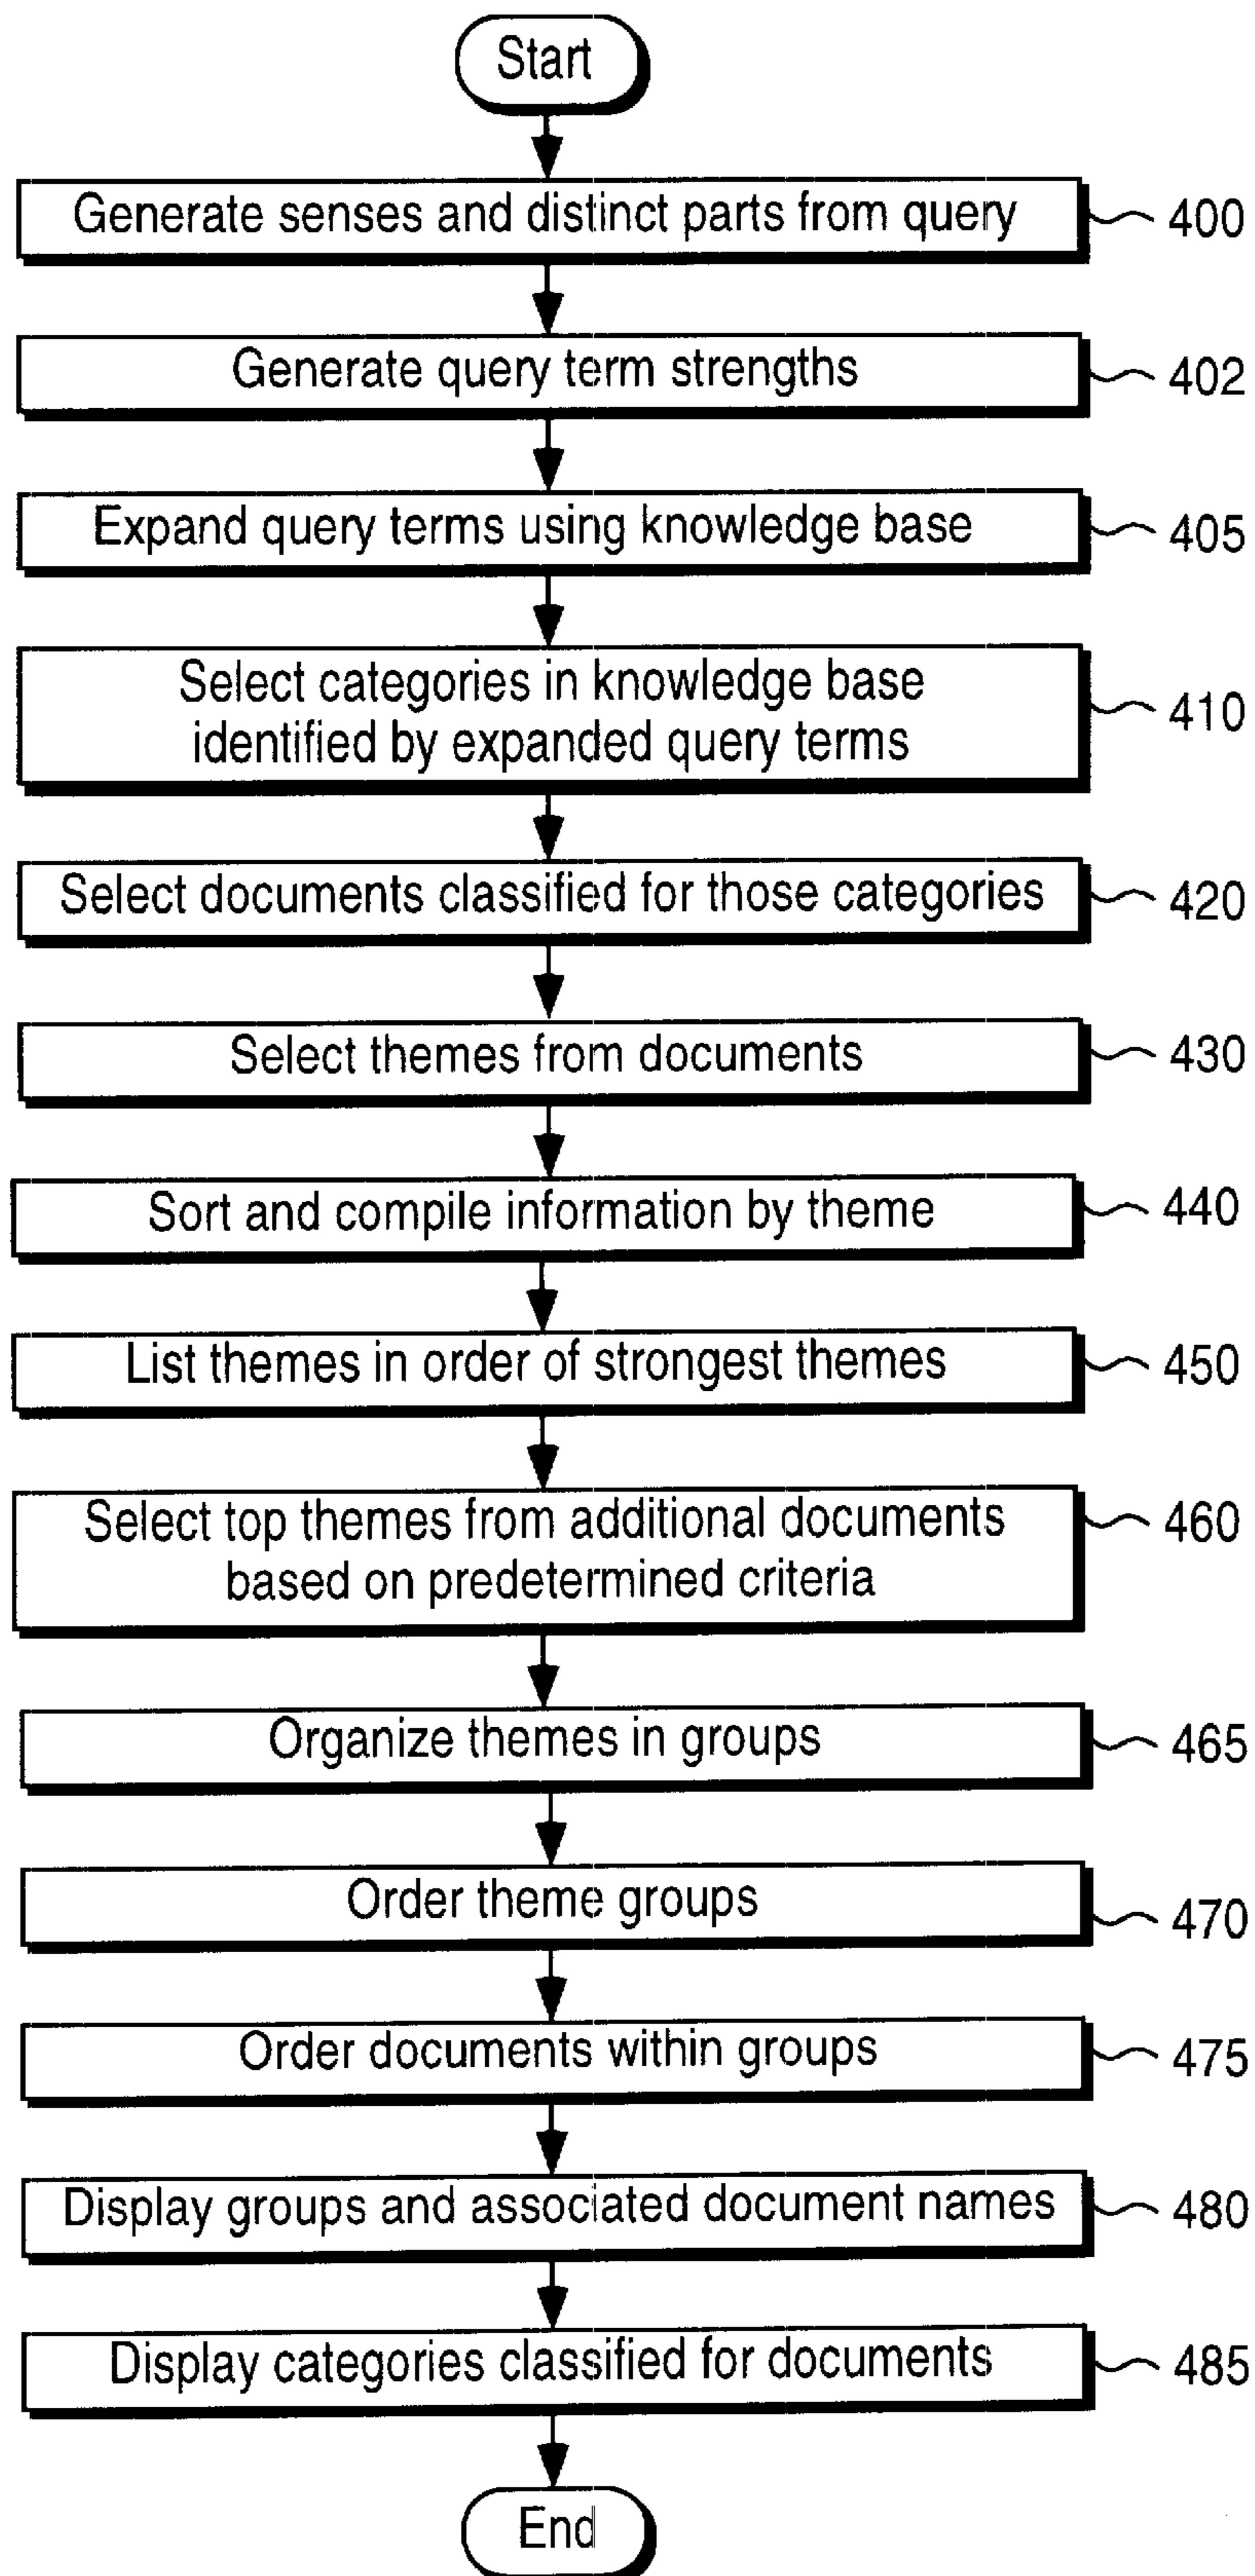 Start
Generate senses and distinct parts from query 400
Generate query term strengths 402
Expand query terms using knowledge base 405
Select categories in knowledge base
identified by expanded query terms 410
Select documents classified for those categories 420
Select themes from documents 430
Sort and compile information by theme 440
List themes in order of strongest themes 450
Select top themes from additional documents 460
based on predetermined criteria
Organize themes in groups 465
Order theme groups 470
Order documents within groups 475
Display groups and associated document names 480
Display categories classified for documents 485
End